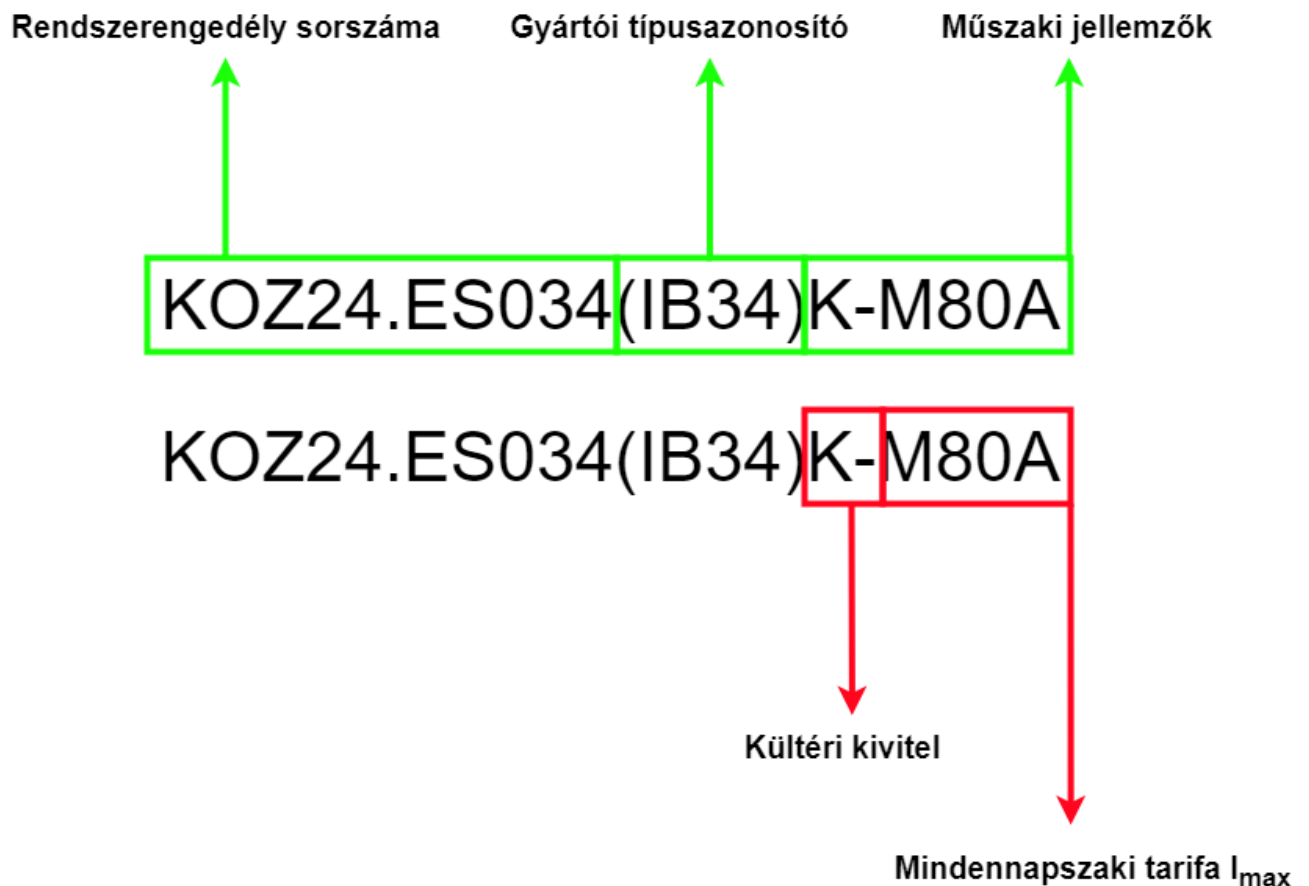 Rendszerengedély sorszáma Gyártói típusazonosító Műszaki jellemzők
KOZ24.ES034(IB34)K-M80A
KOZ24.ES034(IB34)K-M80A
Kültéri kivitel
Mindennapszaki tarifa Imax